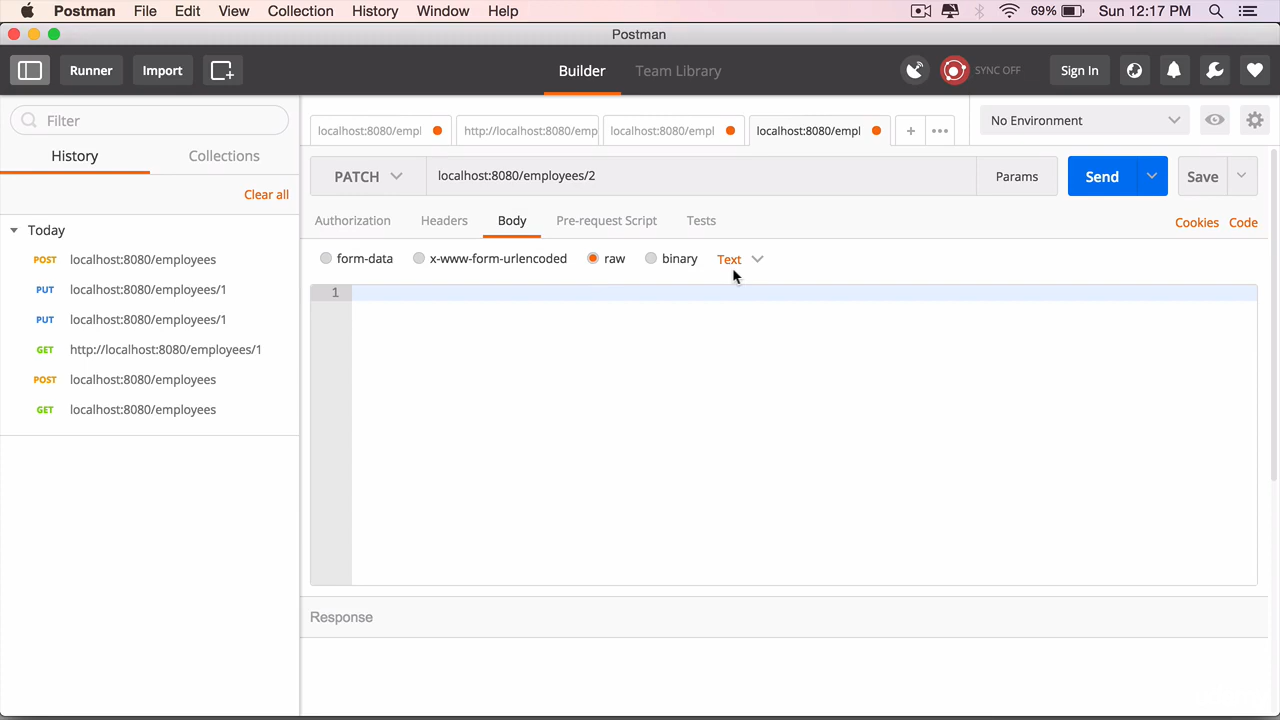 Postman File Edit View Collection History Window Help 69% Sun 12:17 PM
Postman
Runner Import Builder Team Library SYNC OFF Sign In
Filter
History Collections
Clear all
Today
POST localhost:8080/employees
PUT localhost:8080/employees/1
PUT localhost:8080/employees/1
GET http://localhost:8080/employees/1
POST localhost:8080/employees
GET localhost:8080/employees
localhost:8080/empl http://localhost:8080/emp localhost:8080/empl localhost:8080/empl + ••• No Environment
PATCH localhost:8080/employees/2 Params Send Save
Authorization Headers Body Pre-request Script Tests Cookies Code
form-data x-www-form-urlencoded raw binary Text
1
Response